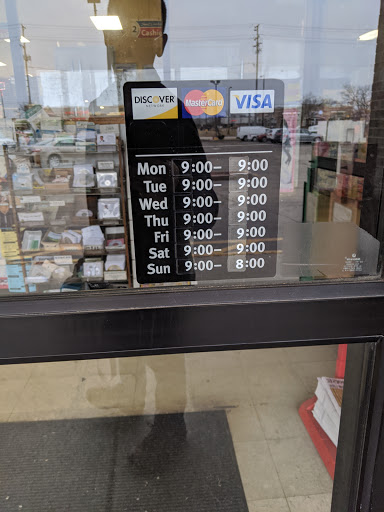 Cashi
DISCOVER
NETWORK
MasterCard
VISA
Mon 9:00– 9:00
Tue 9:00– 9:00
Wed 9:00– 9:00
Thu 9:00– 9:00
Fri 9:00– 9:00
Sat 9:00– 9:00
Sun 9:00– 8:00